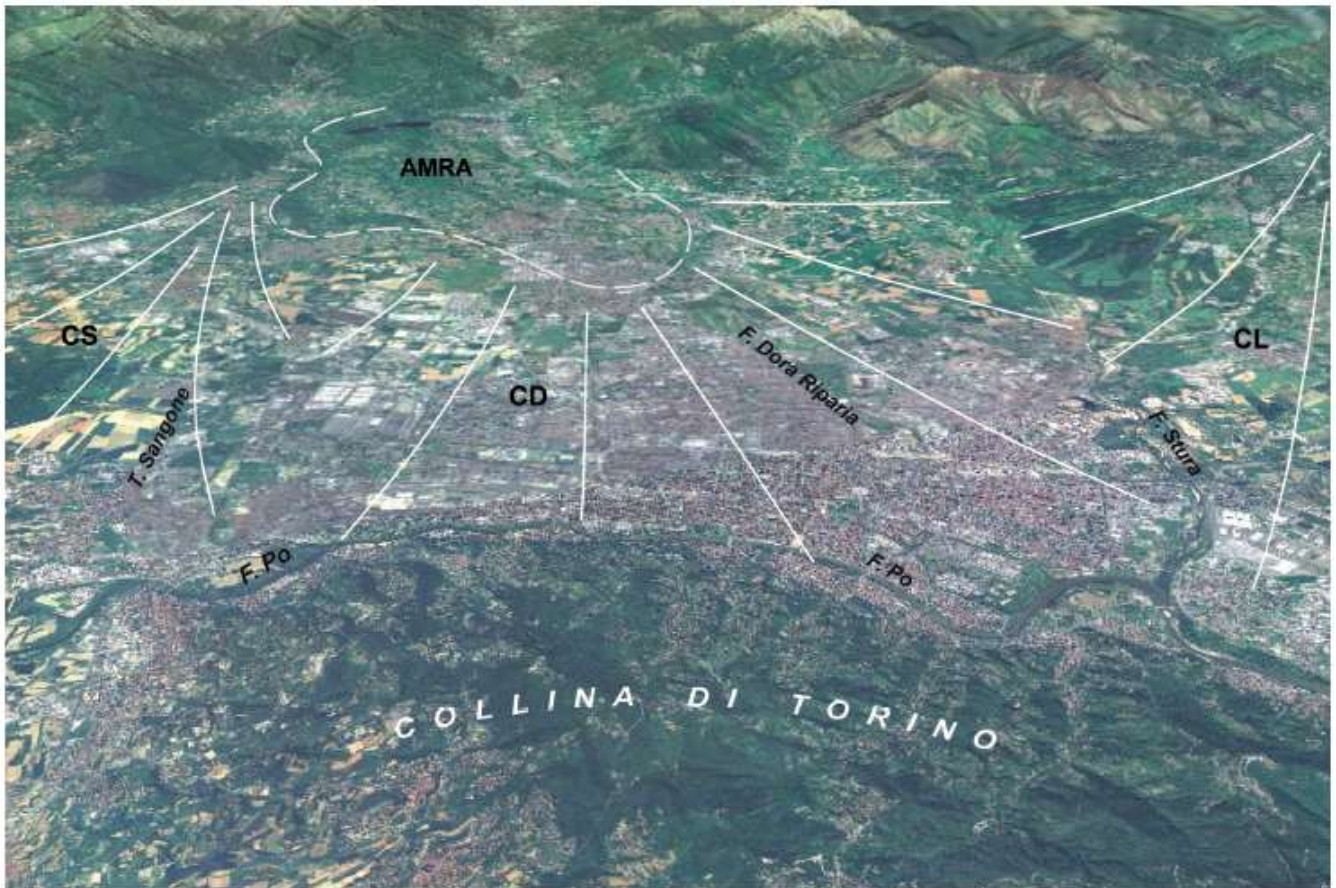 AMRA
CS
CL
F. Dora Riparia
CD
T. Sangone
F. Stura
F. Po
F. Po
COLLINA DI TORINO